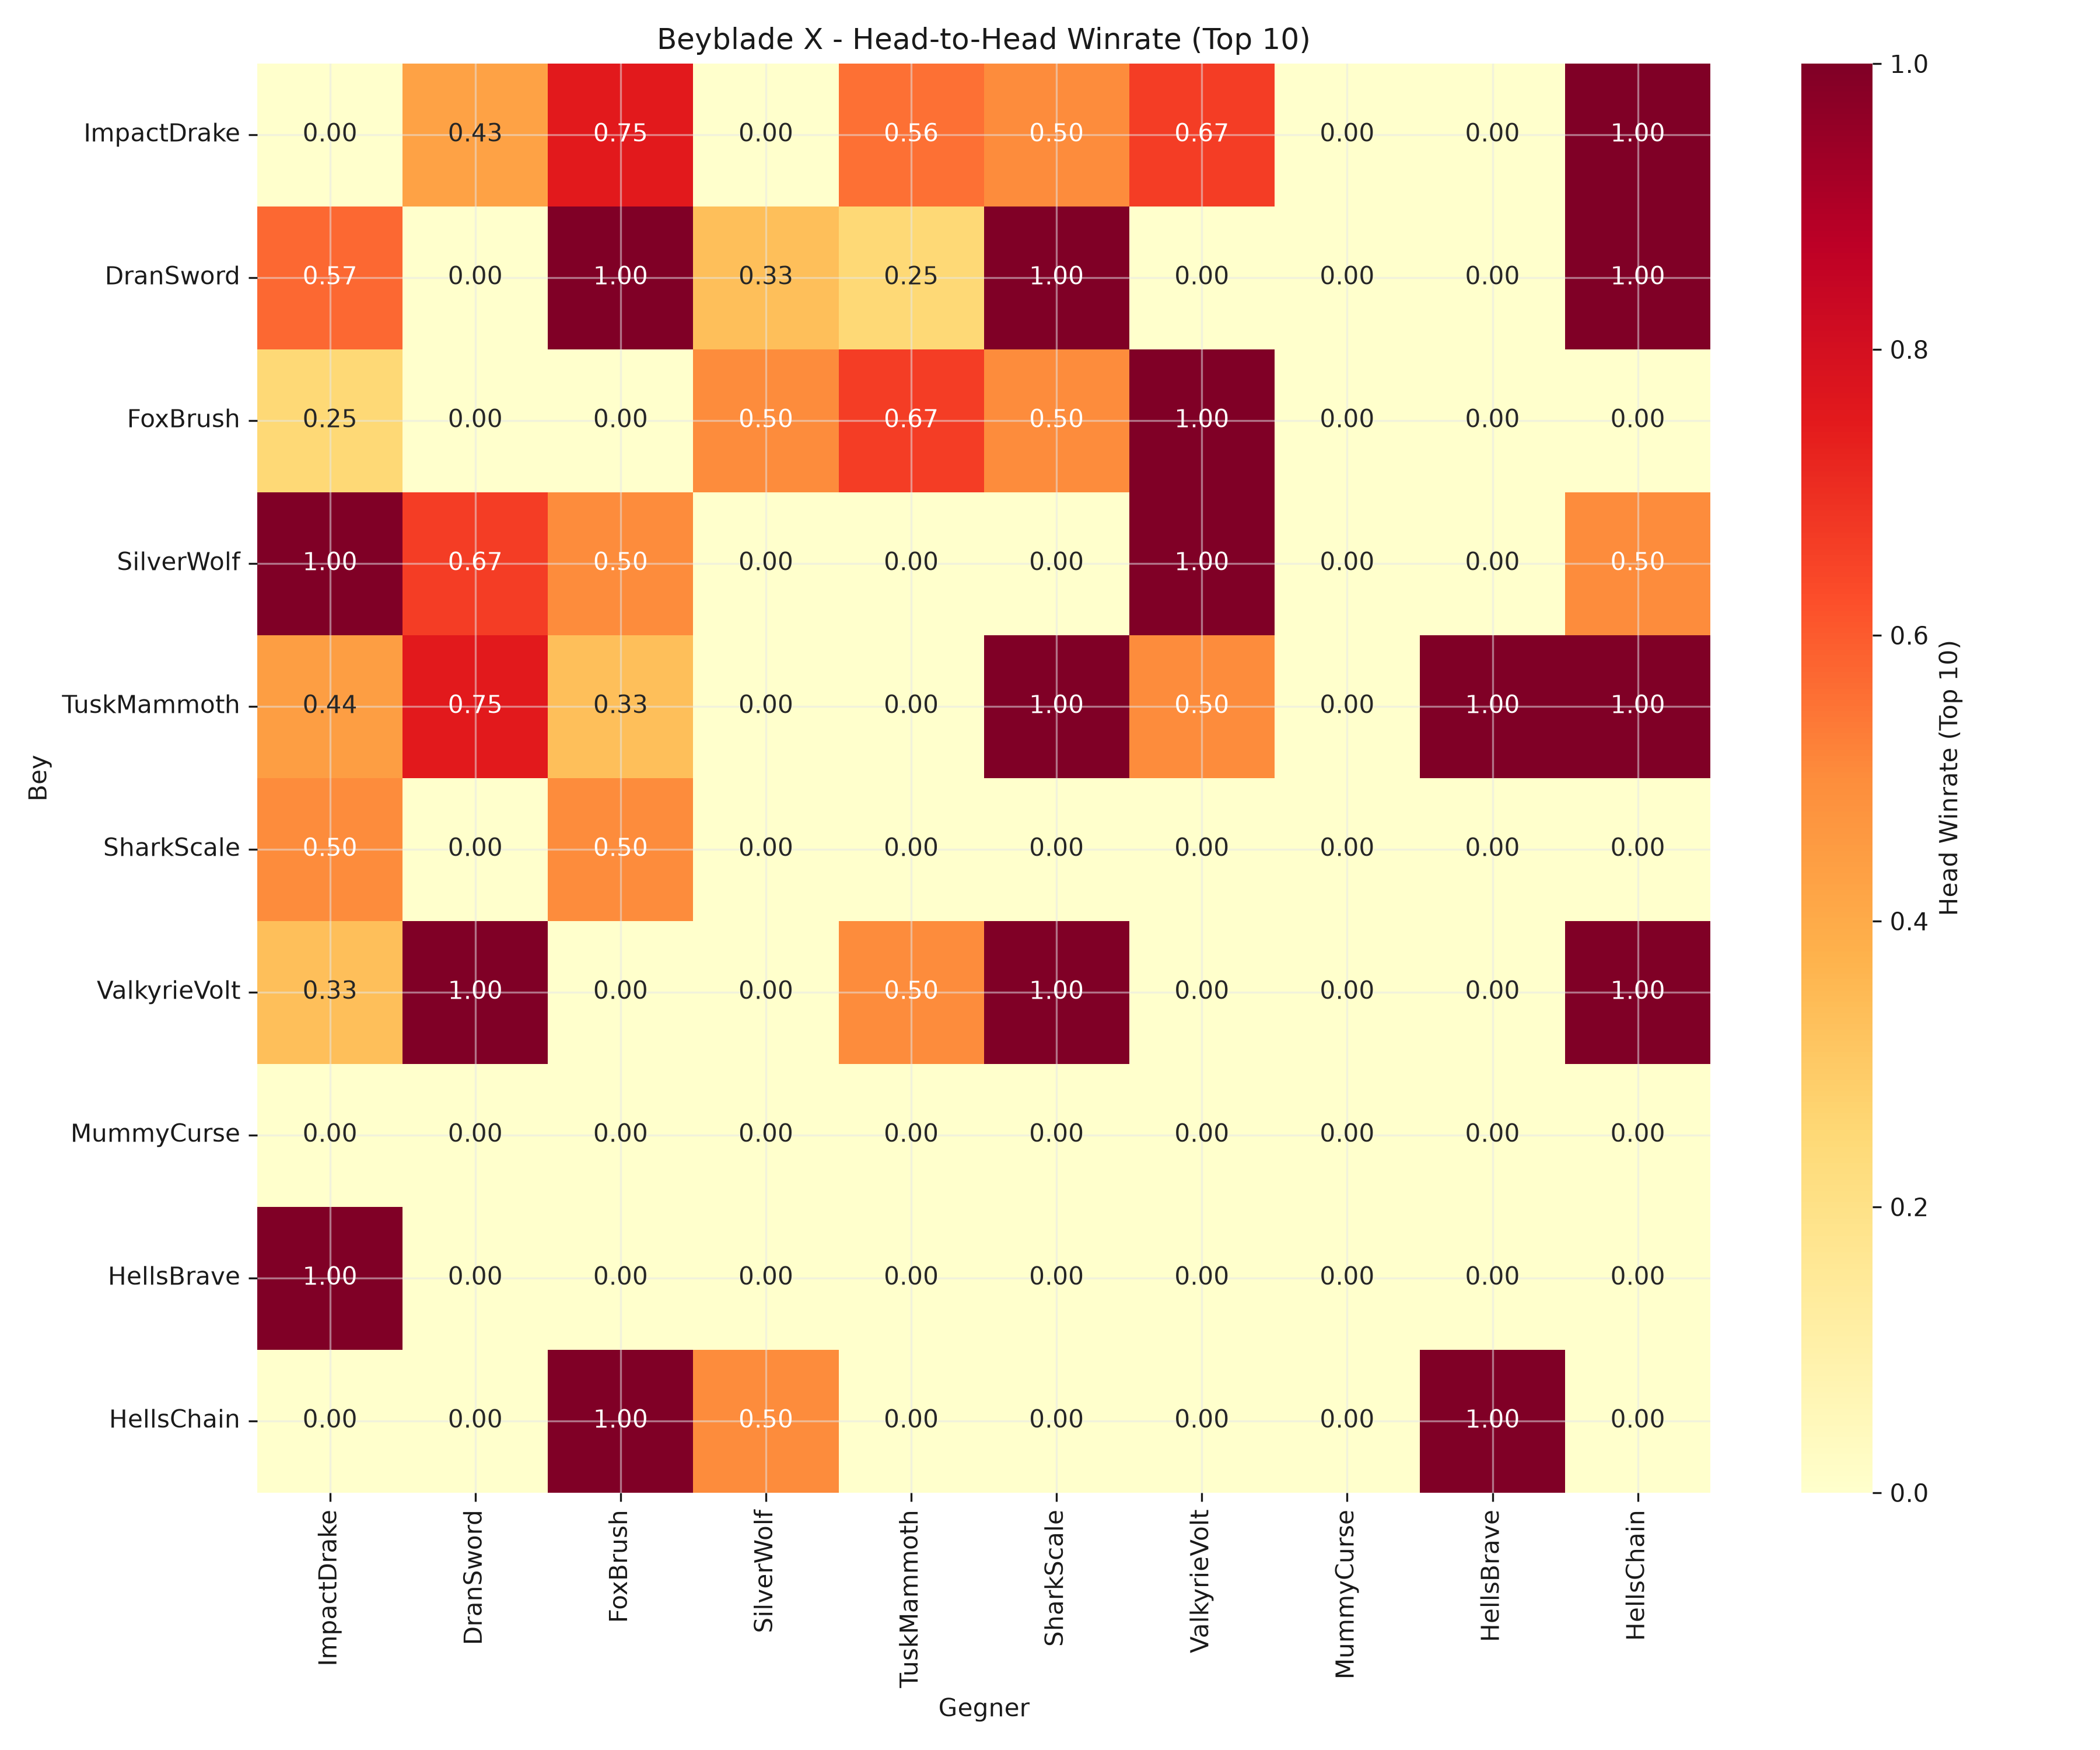 Beyblade X - Head-to-Head Winrate (Top 10)
ImpactDrake 0.00 0.43 0.75 0.00 0.56 0.50 0.67 0.00 0.00 1.00
DranSword 0.57 0.00 1.00 0.33 0.25 1.00 0.00 0.00 0.00 1.00
FoxBrush 0.25 0.00 0.00 0.50 0.67 0.50 1.00 0.00 0.00 0.00
SilverWolf 1.00 0.67 0.50 0.00 0.00 0.00 1.00 0.00 0.00 0.50
TuskMammoth 0.44 0.75 0.33 0.00 0.00 1.00 0.50 0.00 1.00 1.00
SharkScale 0.50 0.00 0.50 0.00 0.00 0.00 0.00 0.00 0.00 0.00
ValkyrieVolt 0.33 1.00 0.00 0.00 0.50 1.00 0.00 0.00 0.00 1.00
MummyCurse 0.00 0.00 0.00 0.00 0.00 0.00 0.00 0.00 0.00 0.00
HellsBrave 1.00 0.00 0.00 0.00 0.00 0.00 0.00 0.00 0.00 0.00
HellsChain 0.00 0.00 1.00 0.50 0.00 0.00 0.00 0.00 1.00 0.00
Bey
ImpactDrake DranSword FoxBrush SilverWolf TuskMammoth SharkScale ValkyrieVolt MummyCurse HellsBrave HellsChain
Gegner
1.0
0.8
0.6
0.4
0.2
0.0
Head Winrate (Top 10)